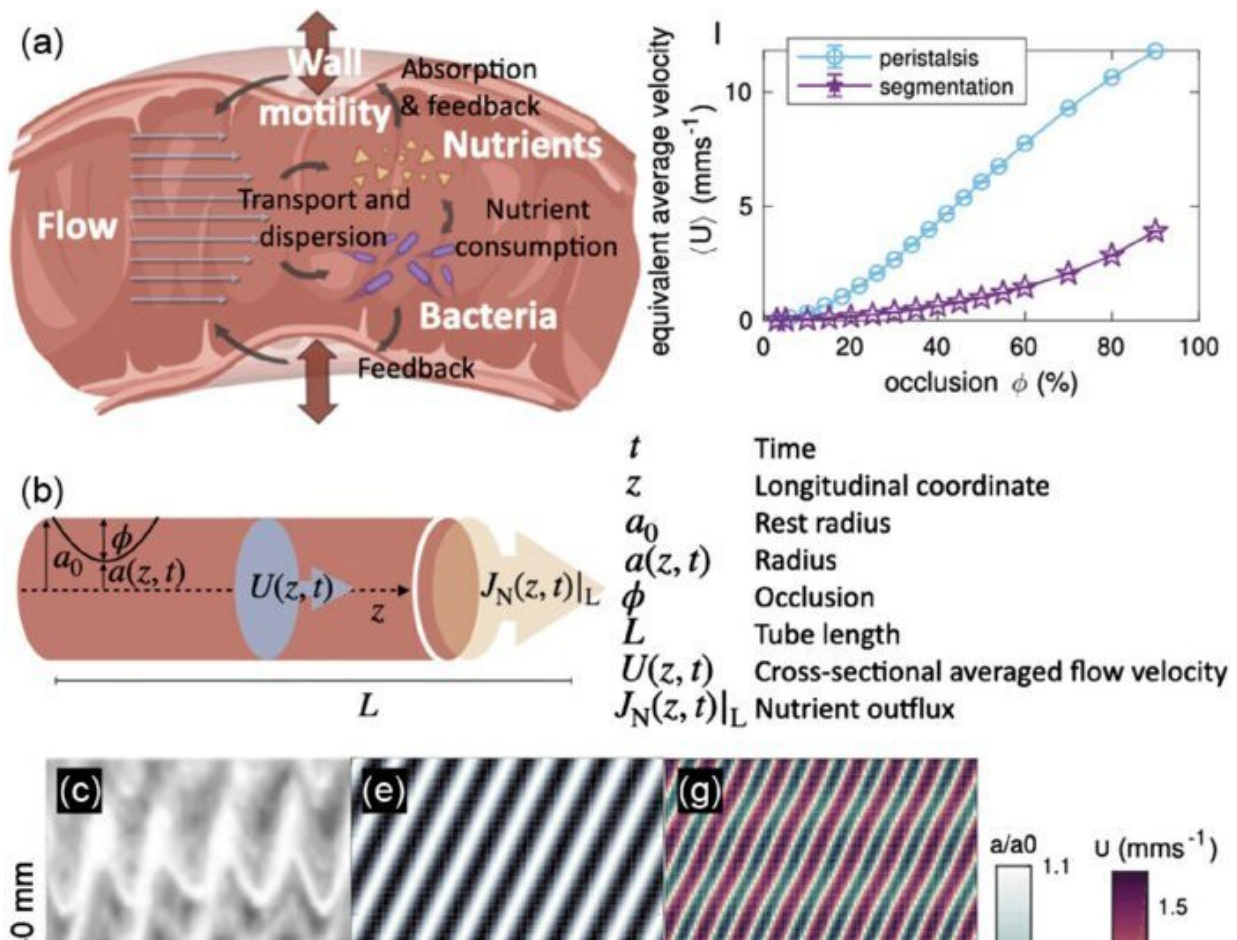 (a)
Wall
motility
Absorption
& feedback
Nutrients
Flow
Transport and
dispersion
Nutrient
consumption
Bacteria
Feedback
equivalent average velocity
⟨U⟩ (mms⁻¹)
peristalsis
segmentation
10
5
0
0 20 40 60 80 100
occlusion ϕ (%)
(b)
a₀
ϕ
a(z, t)
U(z, t)
z
J_N(z, t)|_L
L
t Time
z Longitudinal coordinate
a₀ Rest radius
a(z, t) Radius
ϕ Occlusion
L Tube length
U(z, t) Cross-sectional averaged flow velocity
J_N(z, t)|_L Nutrient outflux
(c)
(e)
(g)
0 mm
a/a0
1.1
U (mms⁻¹)
1.5